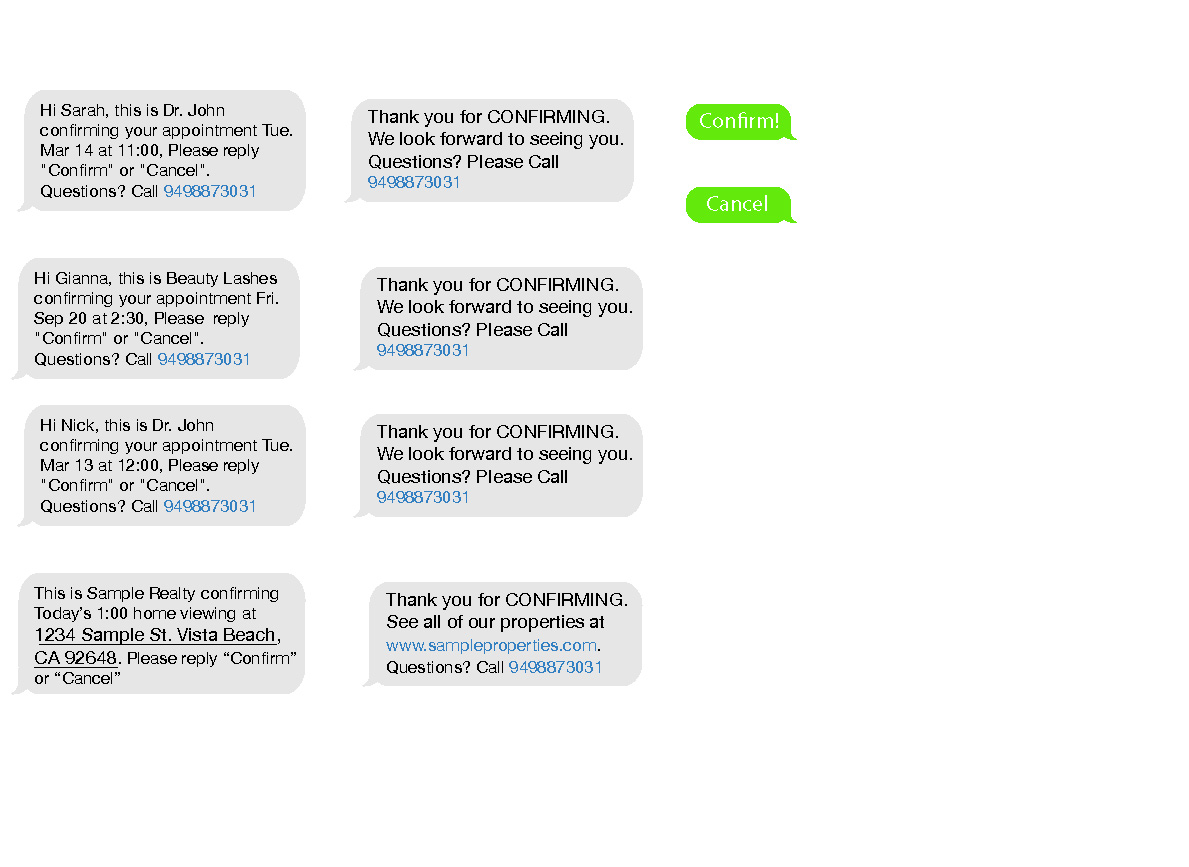 Hi Sarah, this is Dr. John
confirming your appointment Tue.
Mar 14 at 11:00, Please reply
"Confirm" or "Cancel".
Questions? Call 9498873031
Thank you for CONFIRMING.
We look forward to seeing you.
Questions? Please Call
9498873031
Confirm!
Cancel
Hi Gianna, this is Beauty Lashes
confirming your appointment Fri.
Sep 20 at 2:30, Please reply
"Confirm" or "Cancel".
Questions? Call 9498873031
Thank you for CONFIRMING.
We look forward to seeing you.
Questions? Please Call
9498873031
Hi Nick, this is Dr. John
confirming your appointment Tue.
Mar 13 at 12:00, Please reply
"Confirm" or "Cancel".
Questions? Call 9498873031
Thank you for CONFIRMING.
We look forward to seeing you.
Questions? Please Call
9498873031
This is Sample Realty confirming
Today’s 1:00 home viewing at
1234 Sample St. Vista Beach,
CA 92648. Please reply “Confirm”
or “Cancel”
Thank you for CONFIRMING.
See all of our properties at
www.sampleproperties.com.
Questions? Call 9498873031